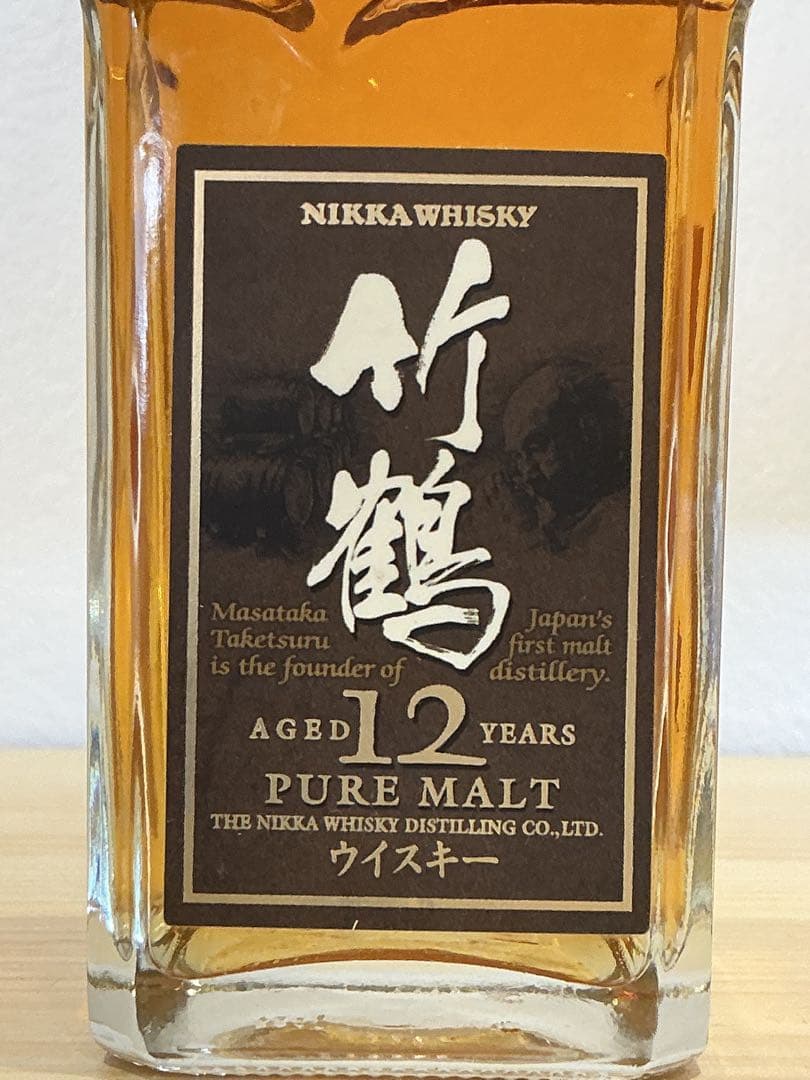 NIKKA WHISKY
竹鶴
Masataka
Taketsuru
is the founder of
Japan's
first malt
distillery.
AGED 12 YEARS
PURE MALT
THE NIKKA WHISKY DISTILLING CO.,LTD.
ウイスキー